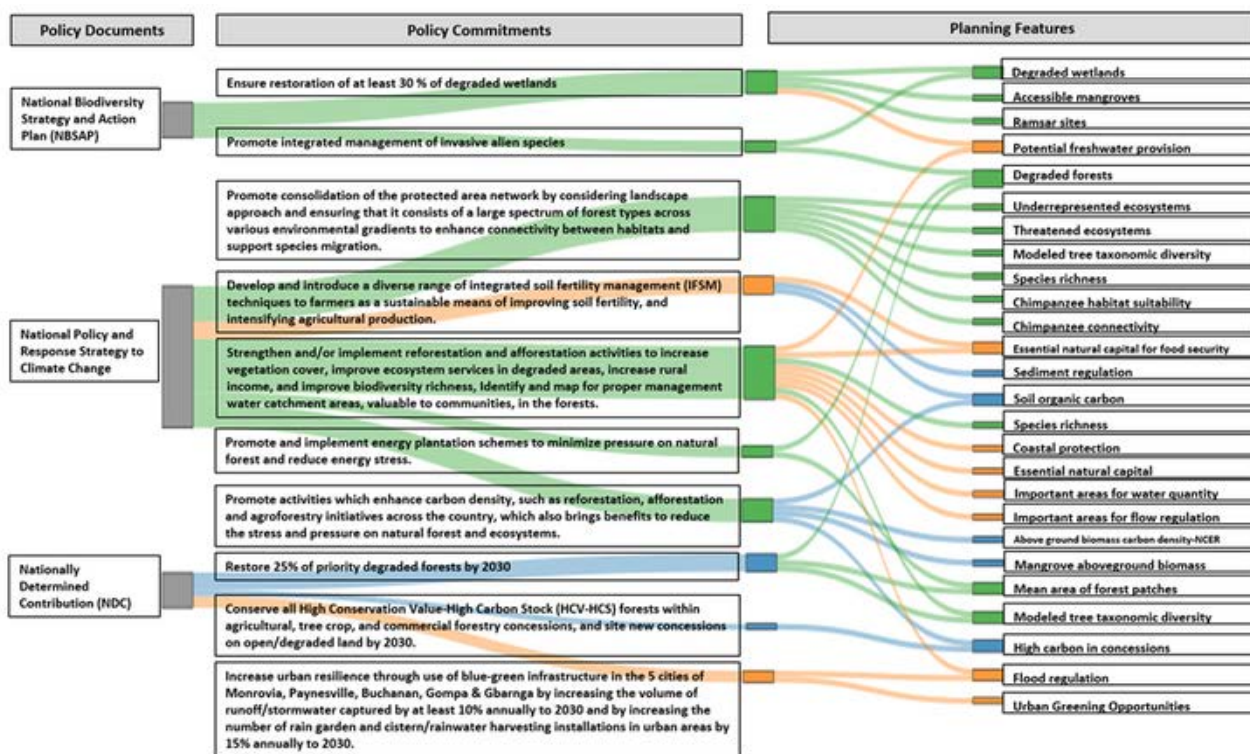 Policy Documents
Policy Commitments
Planning Features
National Biodiversity
Strategy and Action
Plan (NBSAP)
National Policy and
Response Strategy to
Climate Change
Nationally
Determined
Contribution (NDC)
Ensure restoration of at least 30 % of degraded wetlands
Promote integrated management of invasive alien species
Promote consolidation of the protected area network by considering landscape
approach and ensuring that it consists of a large spectrum of forest types across
various environmental gradients to enhance connectivity between habitats and
support species migration.
Develop and introduce a diverse range of integrated soil fertility management (IFSM)
techniques to farmers as a sustainable means of improving soil fertility, and
intensifying agricultural production.
Strengthen and/or implement reforestation and afforestation activities to increase
vegetation cover, improve ecosystem services in degraded areas, increase rural
income, and improve biodiversity richness, Identify and map for proper management
water catchment areas, valuable to communities, in the forests.
Promote and implement energy plantation schemes to minimize pressure on natural
forest and reduce energy stress.
Promote activities which enhance carbon density, such as reforestation, afforestation
and agroforestry initiatives across the country, which also brings benefits to reduce
the stress and pressure on natural forest and ecosystems.
Restore 25% of priority degraded forests by 2030
Conserve all High Conservation Value-High Carbon Stock (HCV-HCS) forests within
agricultural, tree crop, and commercial forestry concessions, and site new concessions
on open/degraded land by 2030.
Increase urban resilience through use of blue-green infrastructure in the 5 cities of
Monrovia, Paynesville, Buchanan, Gompa & Gbarnga by increasing the volume of
runoff/stormwater captured by at least 10% annually to 2030 and by increasing the
number of rain garden and cistern/rainwater harvesting installations in urban areas by
15% annually to 2030.
Degraded wetlands
Accessible mangroves
Ramsar sites
Potential freshwater provision
Degraded forests
Underrepresented ecosystems
Threatened ecosystems
Modeled tree taxonomic diversity
Species richness
Chimpanzee habitat suitability
Chimpanzee connectivity
Essential natural capital for food security
Sediment regulation
Soil organic carbon
Species richness
Coastal protection
Essential natural capital
Important areas for water quantity
Important areas for flow regulation
Above ground biomass carbon density-NCER
Mangrove aboveground biomass
Mean area of forest patches
Modeled tree taxonomic diversity
High carbon in concessions
Flood regulation
Urban Greening Opportunities